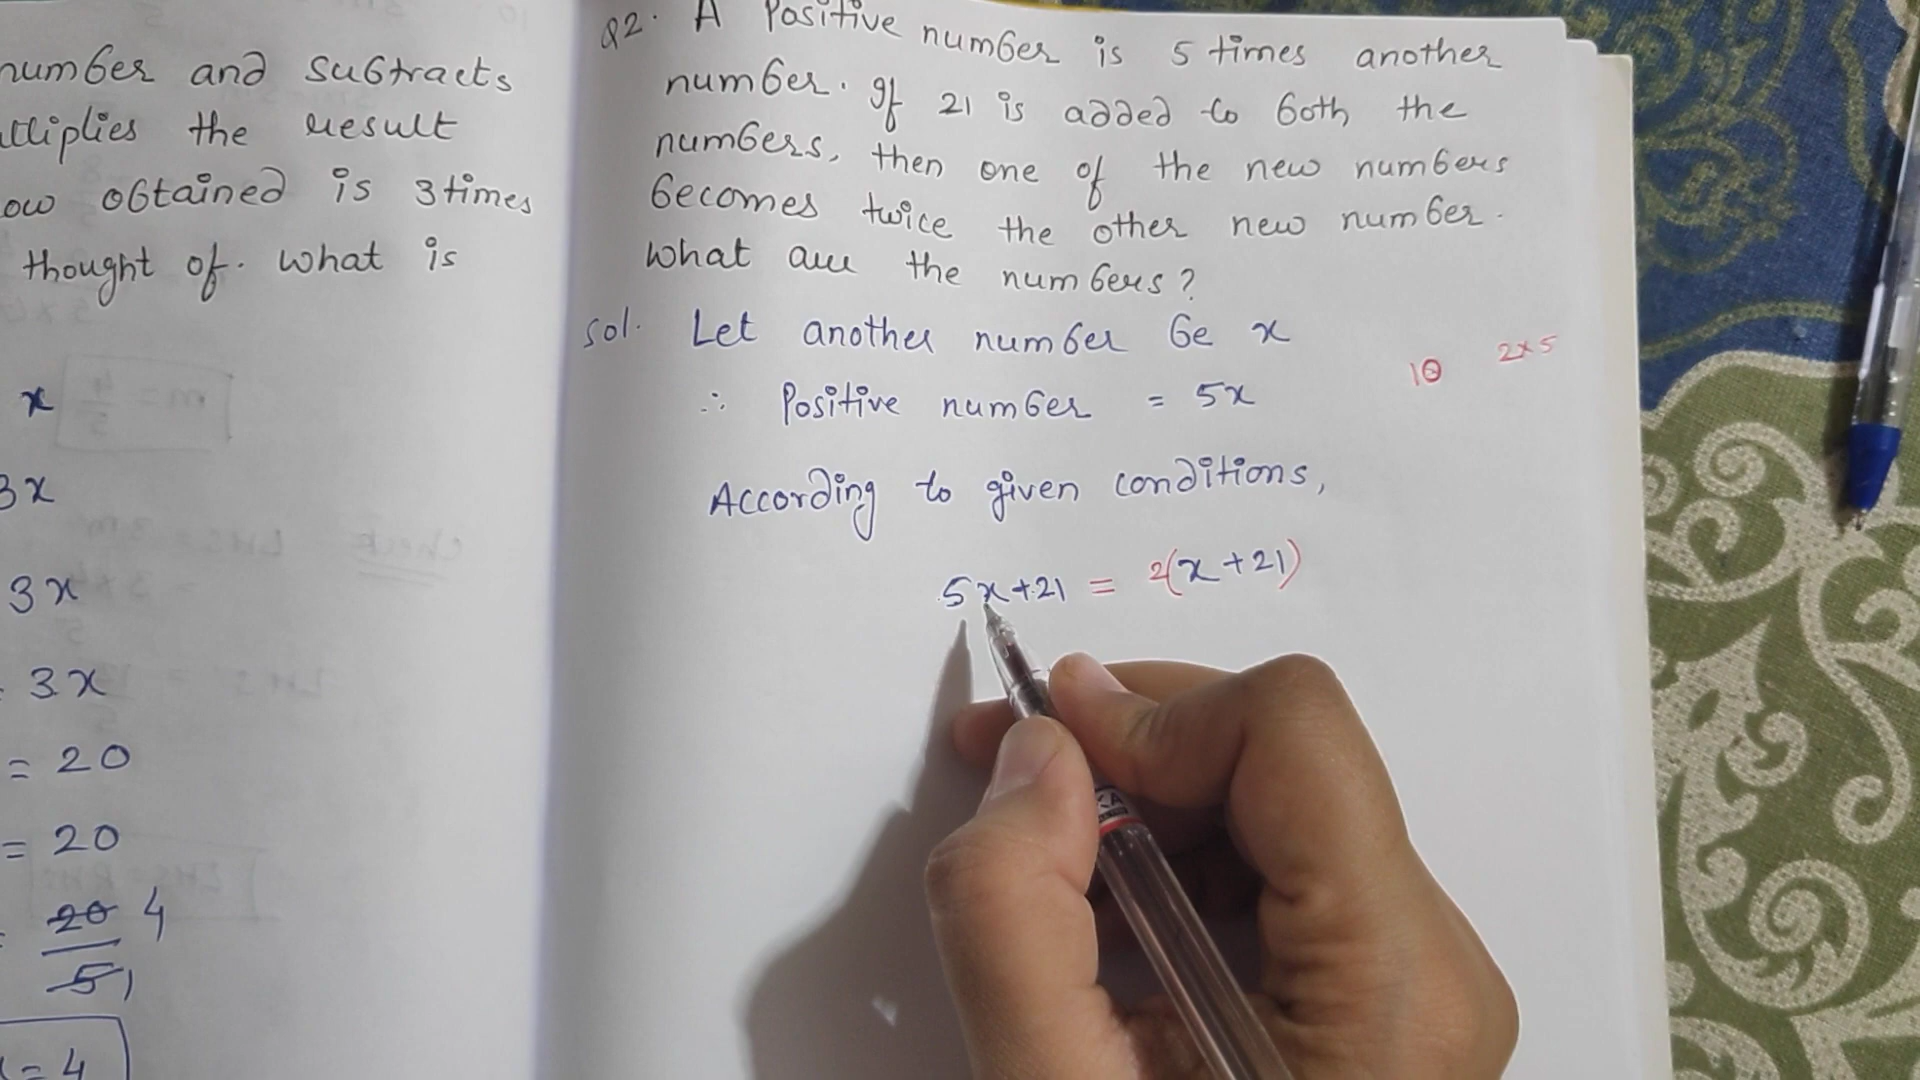 number and subtracts
the result
ow obtained is 3 times
thought of. What is
x
3x
3x
3x
= 20
= 20
20 4
5 1
= 4
Q2. A Positive number is 5 times another
number. If 21 is added to both the
numbers, then one of the new numbers
becomes twice the other new number.
What are the numbers?
Sol. Let another number be x
∴ Positive number = 5x
10 2x5
According to given conditions,
5x+21 = 2(x+21)